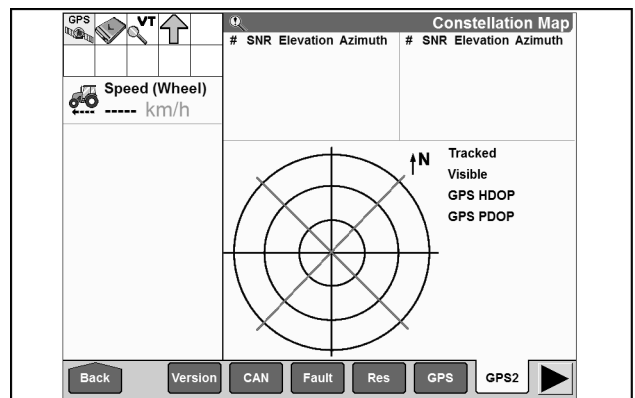 GPS
VT
Constellation Map
# SNR Elevation Azimuth # SNR Elevation Azimuth
Speed (Wheel)
----- km/h
N
Tracked
Visible
GPS HDOP
GPS PDOP
Back Version CAN Fault Res GPS GPS2